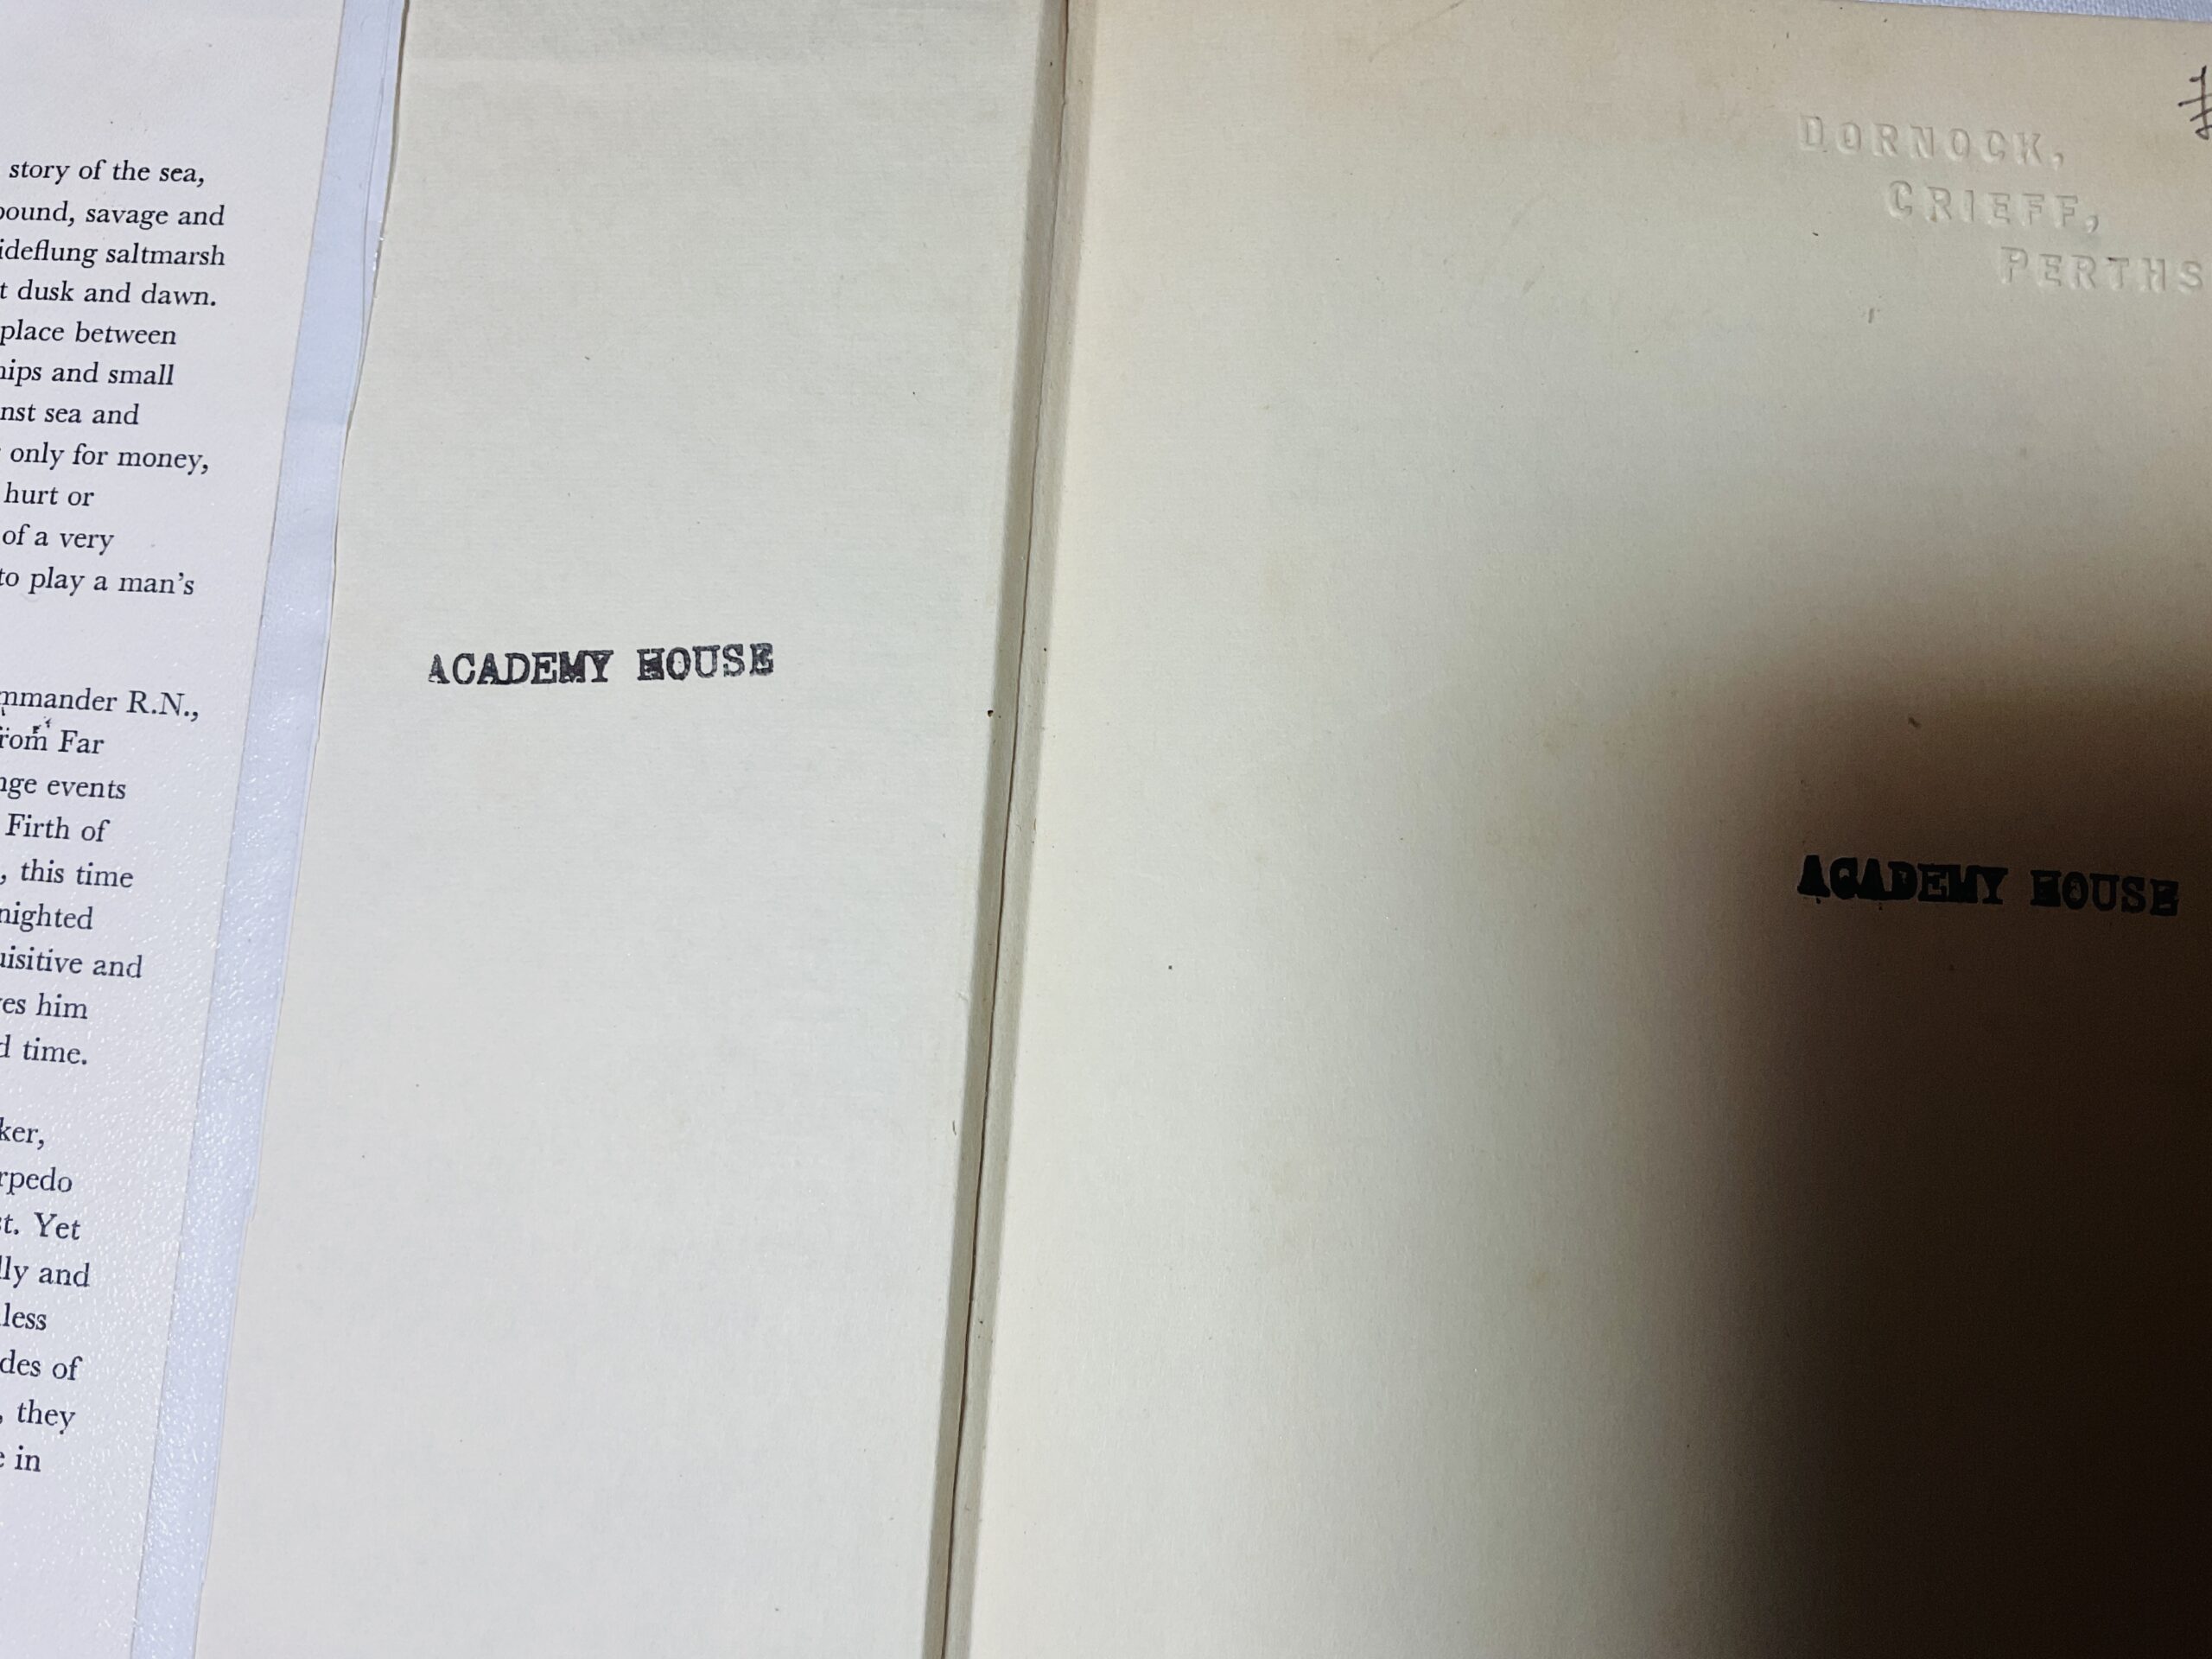 story of the sea,
ound, savage and
ideflung saltmarsh
t dusk and dawn.
place between
ips and small
nst sea and
only for money,
hurt or
of a very
to play a man's
mmander R.N.,
rom Far
nge events
Firth of
, this time
nighted
uisitive and
es him
d time.
ker,
rpedo
t. Yet
lly and
less
des of
, they
e in
ACADEMY HOUSE
DORNOCK,
CRIEFF,
PERTHS
ACADEMY HOUSE